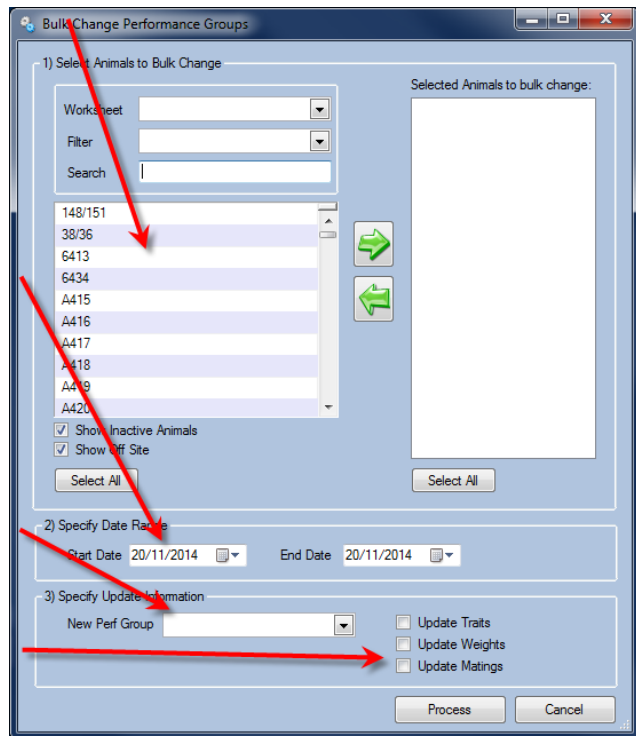 Bulk Change Performance Groups
1) Select Animals to Bulk Change
Selected Animals to bulk change:
Worksheet
Filter
Search
148/151
38/36
6413
6434
A415
A416
A417
A418
A419
A420
Show Inactive Animals
Show Off Site
Select All
Select All
2) Specify Date Range
Start Date 20/11/2014 End Date 20/11/2014
3) Specify Update Information
New Perf Group
Update Traits
Update Weights
Update Matings
Process Cancel